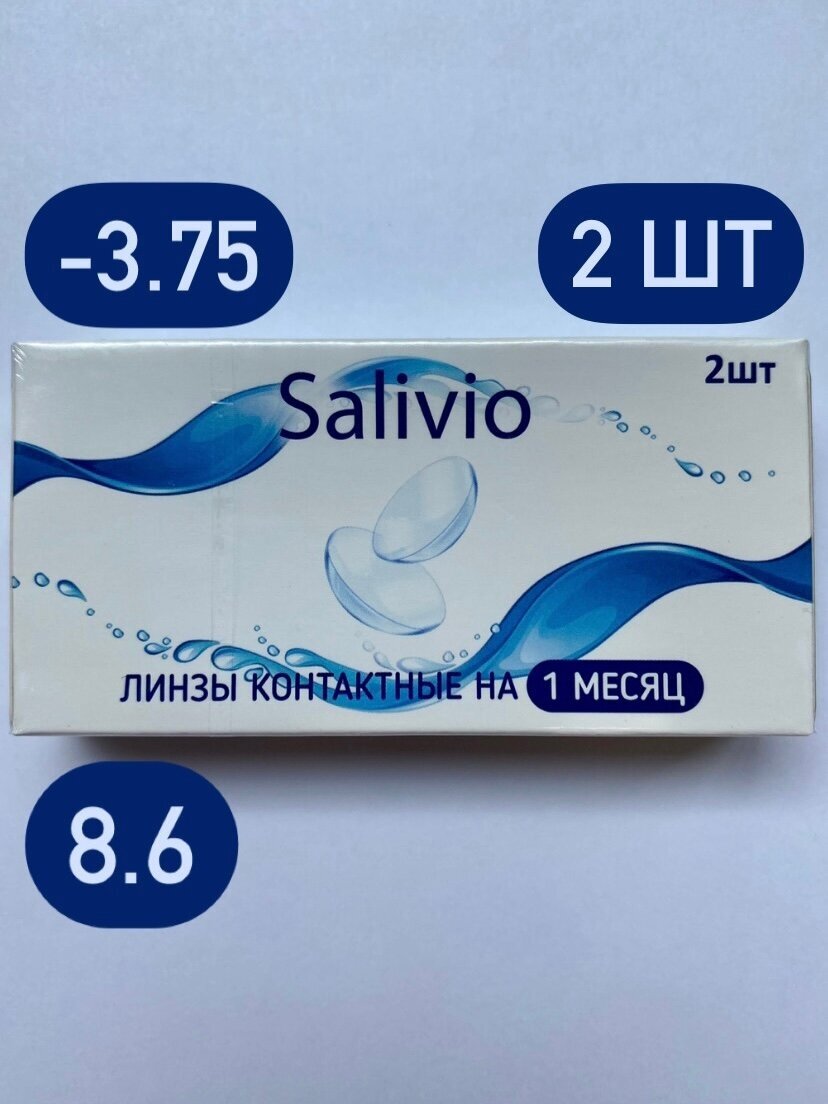 -3.75
2 ШТ
2шт
Salivio
ЛИНЗЫ КОНТАКТНЫЕ НА 1 МЕСЯЦ
8.6